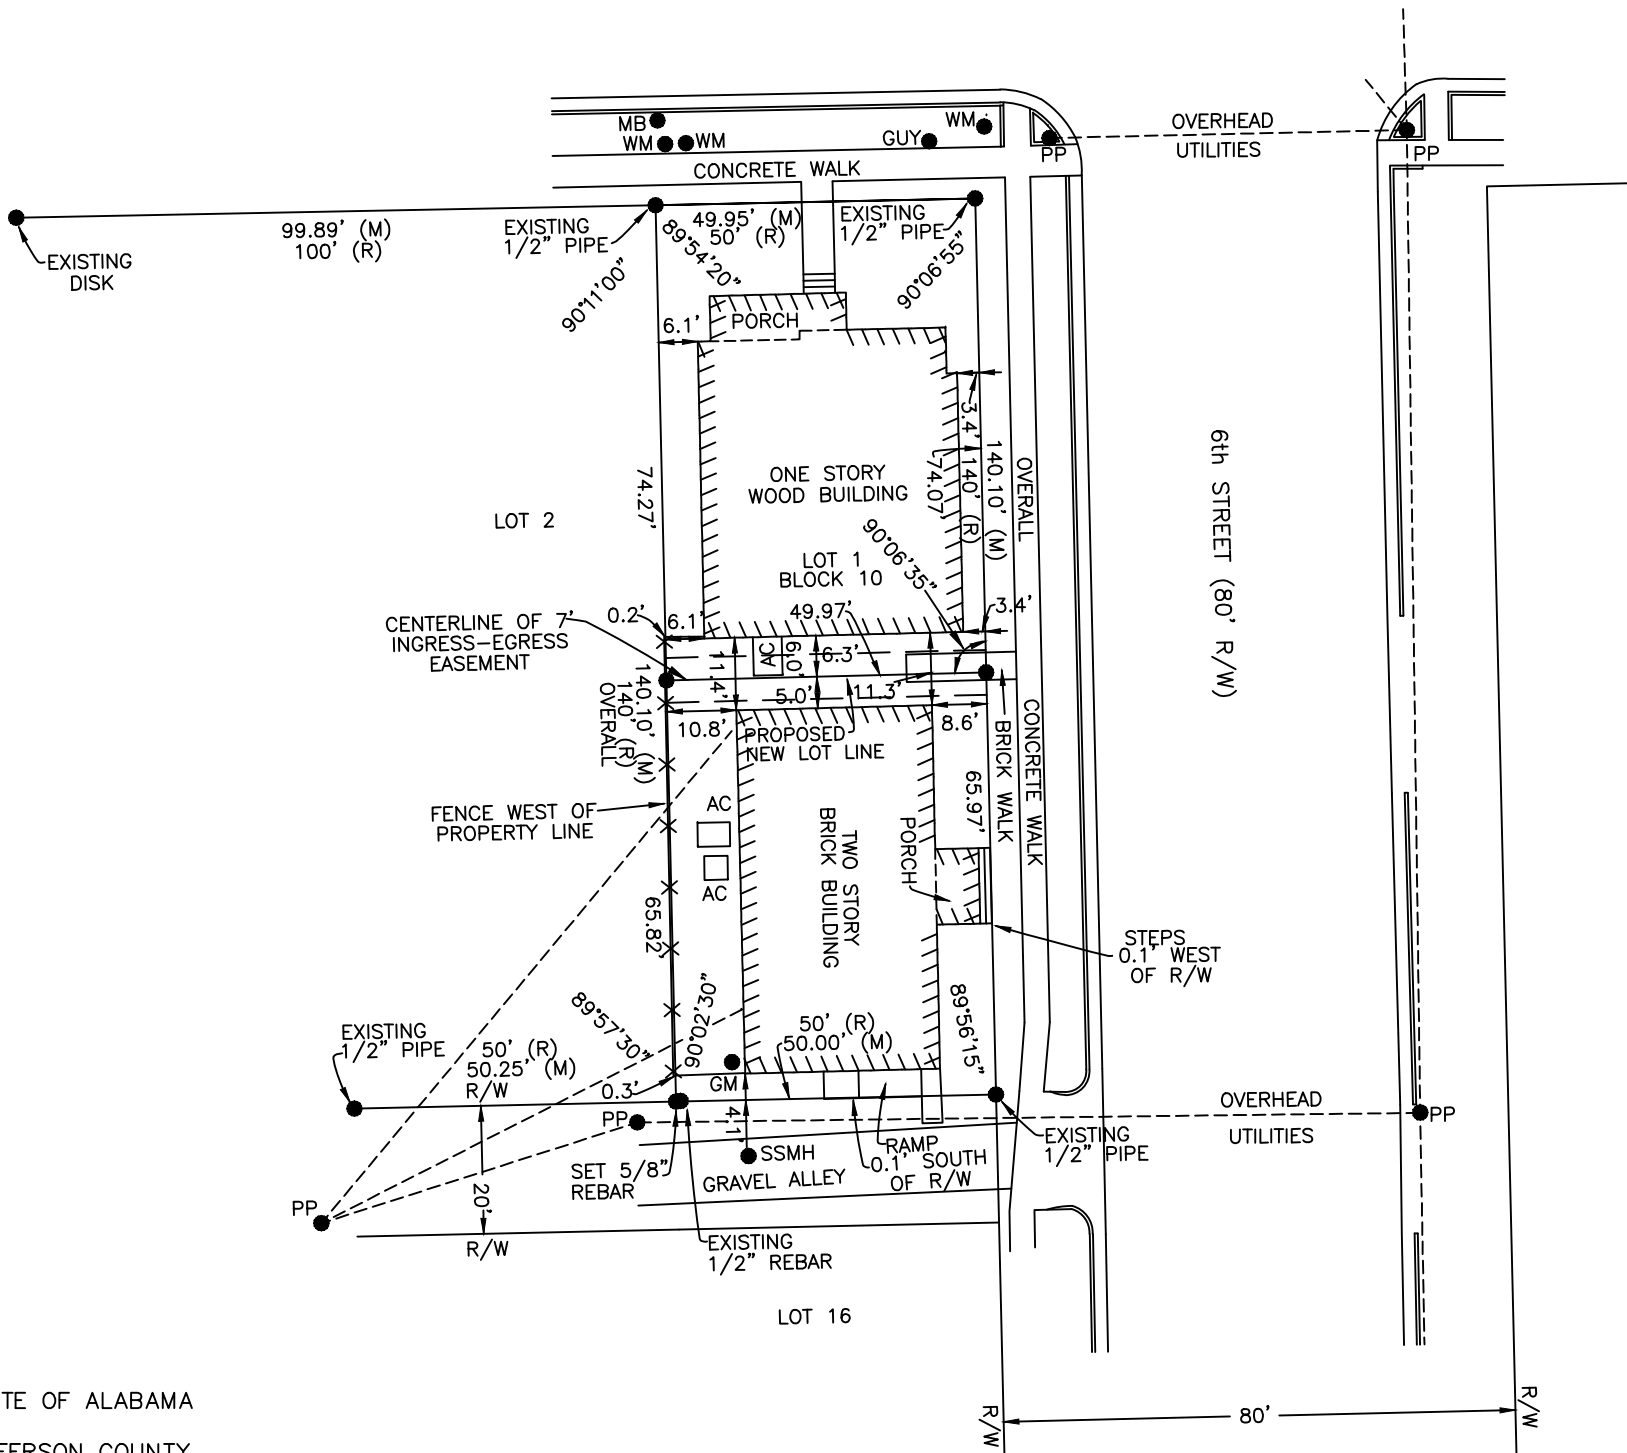 MB
WM
WM
GUY
WM
PP
OVERHEAD
UTILITIES
PP
CONCRETE WALK
99.89' (M)
100' (R)
EXISTING
DISK
EXISTING
1/2" PIPE
49.95' (M)
50' (R)
EXISTING
1/2" PIPE
90°11'00"
89°54'20"
90°06'55"
6.1'
PORCH
3.4'
74.27'
ONE STORY
WOOD BUILDING
74.07'
140' (R)
140.10' (M)
OVERALL
6th STREET (80' R/W)
LOT 2
LOT 1
BLOCK 10
90°06'35"
CENTERLINE OF 7'
INGRESS-EGRESS
EASEMENT
0.2'
6.1'
49.97'
3.4'
AC
6.0'
6.3'
11.4'
5.0'
11.3'
140.10' (M)
140' (R)
OVERALL
10.8'
PROPOSED
NEW LOT LINE
8.6'
BRICK WALK
CONCRETE WALK
65.97'
FENCE WEST OF
PROPERTY LINE
AC
AC
TWO STORY
BRICK BUILDING
PORCH
65.82'
STEPS
0.1' WEST
OF R/W
89°57'30"
90°02'30"
89°56'15"
EXISTING
1/2" PIPE
50' (R)
50.25' (M)
R/W
50' (R)
50.00' (M)
0.3'
GM
PP
4.1'
SSMH
RAMP
0.1' SOUTH
OF R/W
EXISTING
1/2" PIPE
OVERHEAD
UTILITIES
PP
SET 5/8"
REBAR
GRAVEL ALLEY
20'
PP
R/W
EXISTING
1/2" REBAR
LOT 16
TE OF ALABAMA
FERSON COUNTY
R/W
80'
R/W